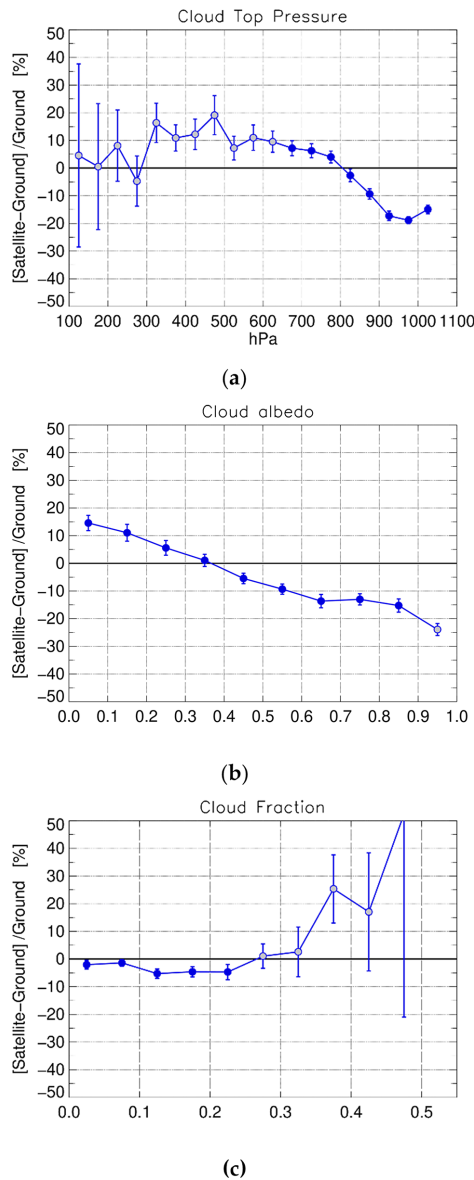 Cloud Top Pressure
[Satellite−Ground]/Ground [%]
50
40
30
20
10
0
−10
−20
−30
−40
−50
100 200 300 400 500 600 700 800 900 1000 1100
hPa
(a)
Cloud albedo
[Satellite−Ground]/Ground [%]
50
40
30
20
10
0
−10
−20
−30
−40
−50
0.0 0.1 0.2 0.3 0.4 0.5 0.6 0.7 0.8 0.9 1.0
(b)
Cloud Fraction
[Satellite−Ground]/Ground [%]
50
40
30
20
10
0
−10
−20
−30
−40
−50
0.0 0.1 0.2 0.3 0.4 0.5
(c)